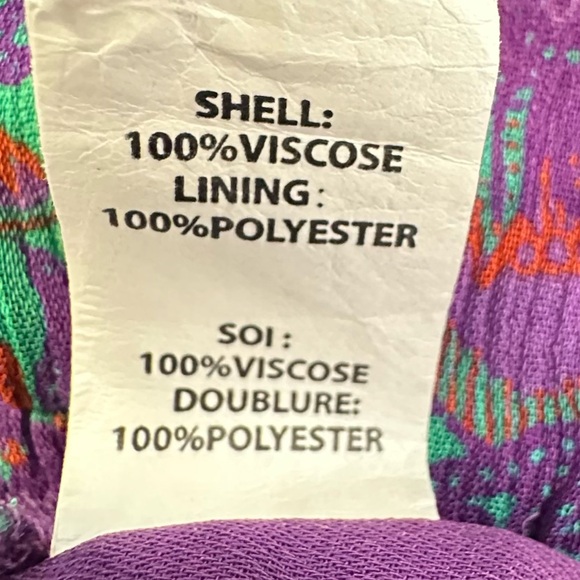 SHELL:
100%VISCOSE
LINING:
100%POLYESTER
SOI:
100%VISCOSE
DOUBLURE:
100%POLYESTER